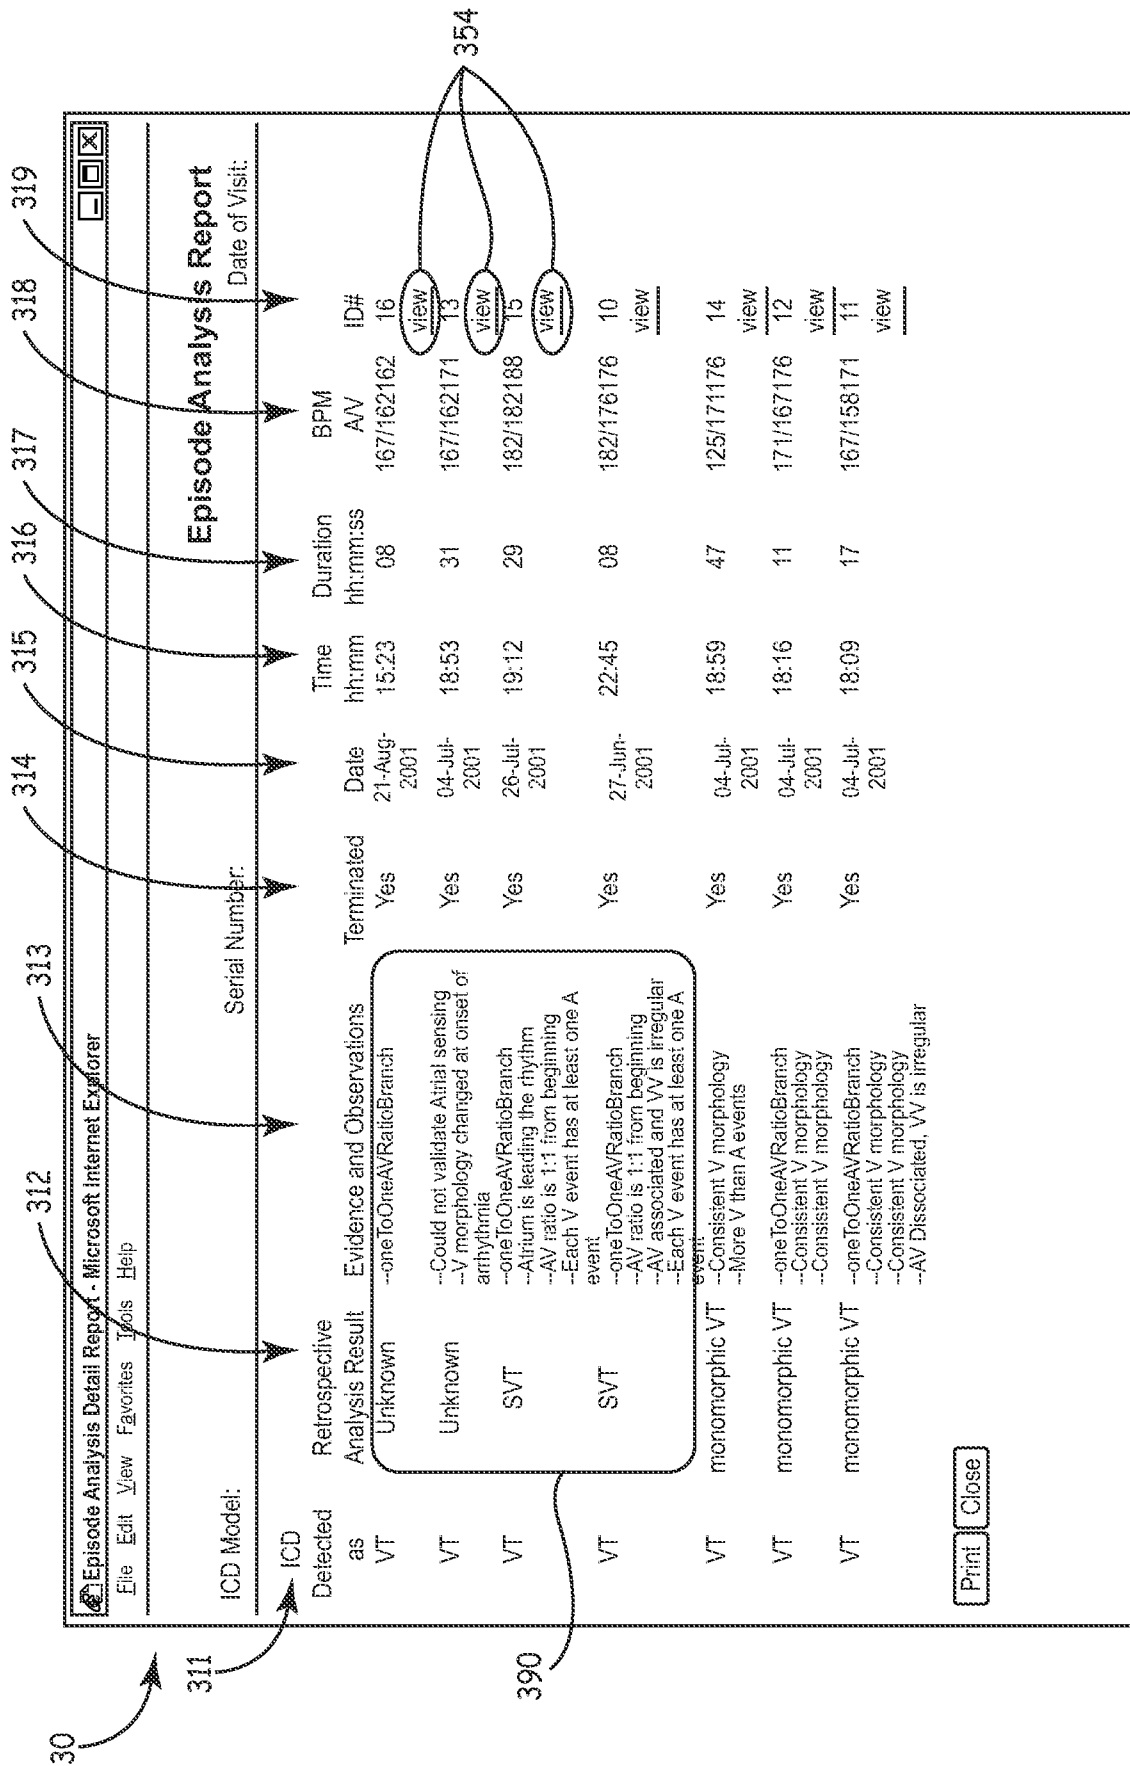 30
311
312
313
314
315
316
317
318
319
Episode Analysis Detail Report - Microsoft Internet Explorer
File Edit View Favorites Tools Help
Episode Analysis Report
ICD Model: Serial Number: Date of Visit:
ICD
Detected Retrospective Time Duration BPM
as Analysis Result Evidence and Observations Terminated Date hh:mm hh:mm:ss A/V ID#
VT Unknown --oneToOneAVRatioBranch Yes 21-Aug- 15:23 08 167/162162 16
2001 view
VT Unknown --Could not validate Atrial sensing Yes 04-Jul- 18:53 31 167/162171 13
--V morphology changed at onset of 2001 view
arrhythmia
VT SVT --oneToOneAVRatioBranch Yes 26-Jul- 19:12 29 182/182188 15
--Atrium is leading the rhythm 2001
--AV ratio is 1:1 from beginning view
--Each V event has at least one A
event
VT SVT --oneToOneAVRatioBranch Yes 27-Jun- 22:45 08 182/176176 10
--AV ratio is 1:1 from beginning 2001
--AV associated and VV is irregular view
--Each V event has at least one A
event
VT monomorphic VT --Consistent V morphology Yes 04-Jul- 18:59 47 125/171176 14
--More V than A events 2001 view
VT monomorphic VT --oneToOneAVRatioBranch Yes 04-Jul- 18:16 11 171/167176 12
--Consistent V morphology 2001 view
--Consistent V morphology
VT monomorphic VT --oneToOneAVRatioBranch Yes 04-Jul- 18:09 17 167/158171 11
--Consistent V morphology 2001 view
--Consistent V morphology
--AV Dissociated, VV is irregular
Print Close
390
354